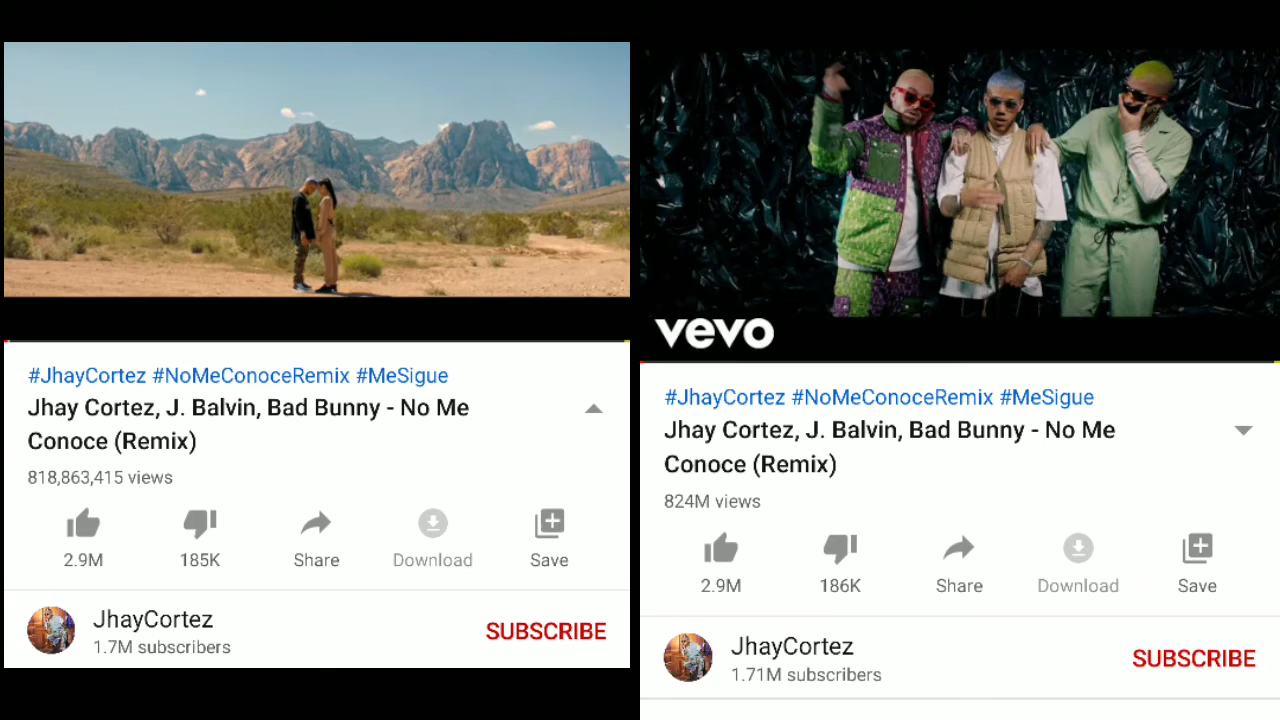 #JhayCortez #NoMeConoceRemix #MeSigue
Jhay Cortez, J. Balvin, Bad Bunny - No Me
Conoce (Remix)
818,863,415 views
2.9M 185K Share Download Save
JhayCortez
1.7M subscribers
SUBSCRIBE
vevo
#JhayCortez #NoMeConoceRemix #MeSigue
Jhay Cortez, J. Balvin, Bad Bunny - No Me
Conoce (Remix)
824M views
2.9M 186K Share Download Save
JhayCortez
1.71M subscribers
SUBSCRIBE